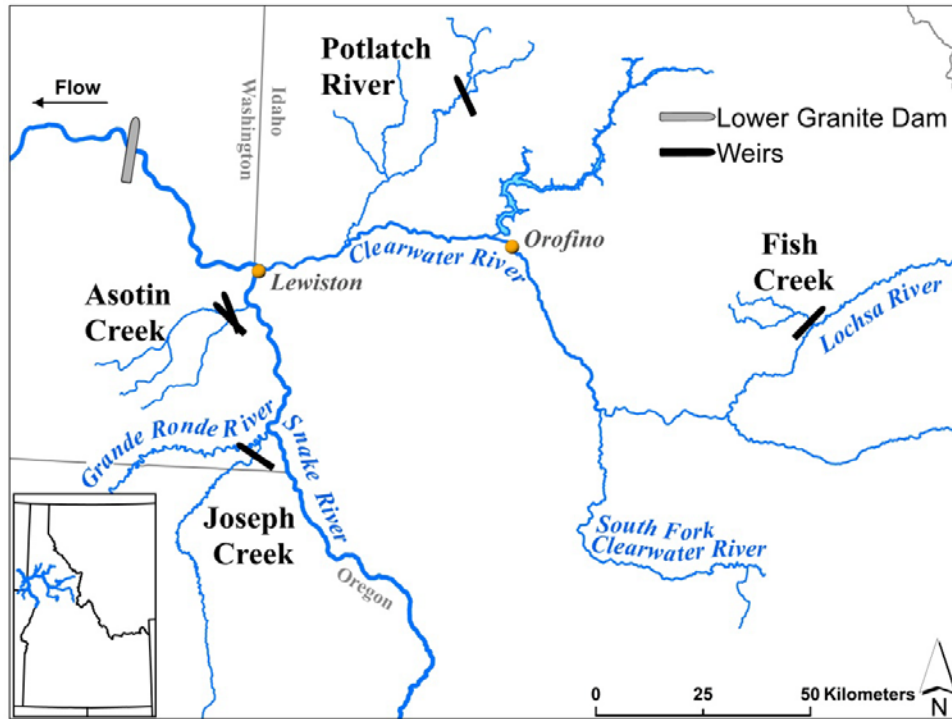 Potlatch
River
Flow
Idaho
Washington
Lower Granite Dam
Weirs
Clearwater River
Orofino
Fish
Creek
Lewiston
Asotin
Creek
Lochsa River
Grande Ronde River
Snake River
Joseph
Creek
South Fork
Clearwater River
Oregon
0 25 50 Kilometers
N